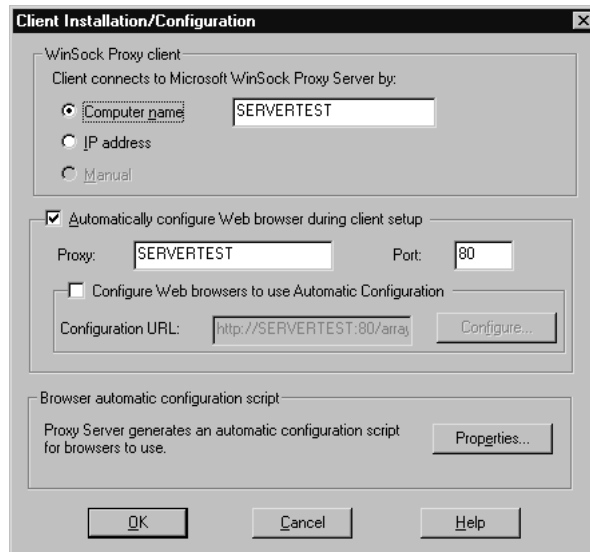 Client Installation/Configuration
WinSock Proxy client
Client connects to Microsoft WinSock Proxy Server by:
Computer name
SERVERTEST
IP address
Manual
Automatically configure Web browser during client setup
Proxy: SERVERTEST Port: 80
Configure Web browsers to use Automatic Configuration
Configuration URL: http://SERVERTEST:80/array Configure...
Browser automatic configuration script
Proxy Server generates an automatic configuration script
for browsers to use.
Properties...
OK Cancel Help